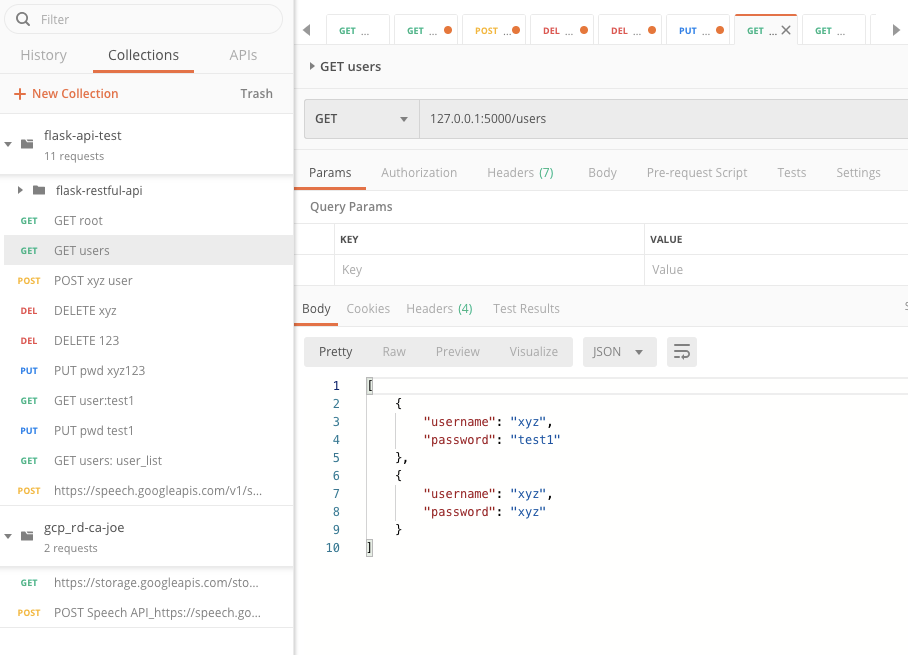 Filter
History Collections APIs
+ New Collection Trash
flask-api-test
11 requests
flask-restful-api
GET GET root
GET GET users
POST POST xyz user
DEL DELETE xyz
DEL DELETE 123
PUT PUT pwd xyz123
GET GET user:test1
PUT PUT pwd test1
GET GET users: user_list
POST https://speech.googleapis.com/v1/s...
gcp_rd-ca-joe
2 requests
GET https://storage.googleapis.com/sto...
POST POST Speech API_https://speech.go...
GET ... GET ... POST ... DEL ... DEL ... PUT ... GET ... GET ...
GET users
GET 127.0.0.1:5000/users
Params Authorization Headers (7) Body Pre-request Script Tests Settings
Query Params
KEY VALUE
Key Value
Body Cookies Headers (4) Test Results
Pretty Raw Preview Visualize JSON
1 [
2 {
3 "username": "xyz",
4 "password": "test1"
5 },
6 {
7 "username": "xyz",
8 "password": "xyz"
9 }
10 ]